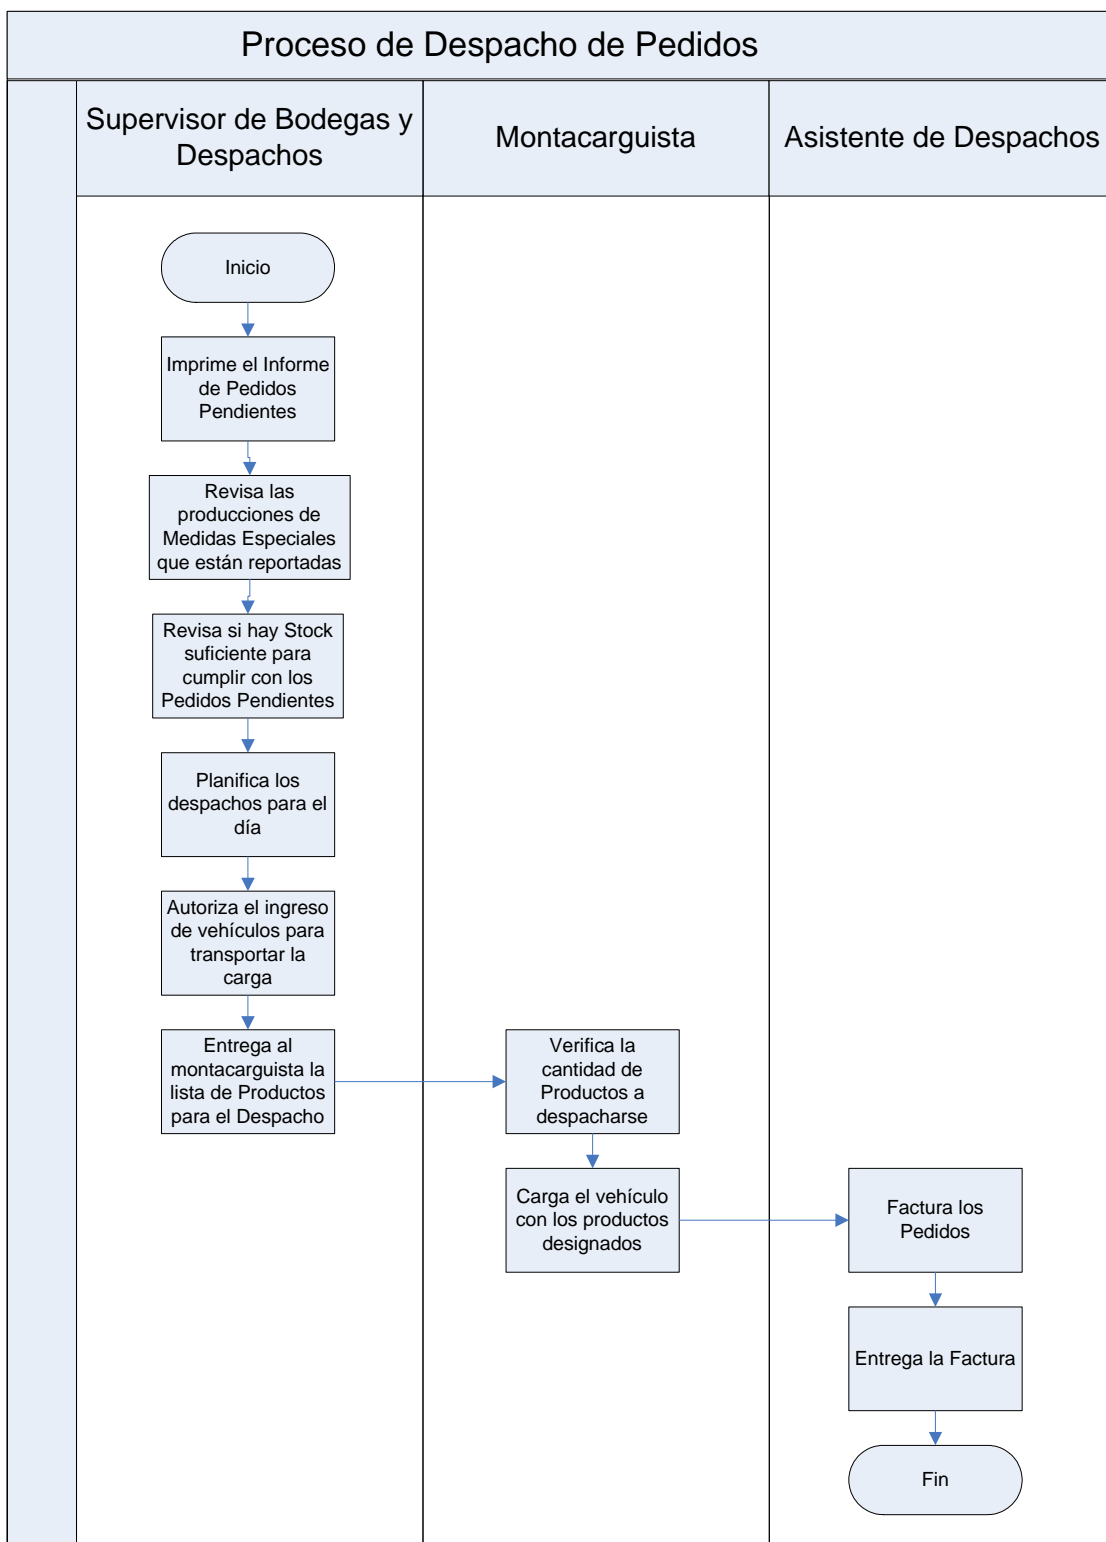 Proceso de Despacho de Pedidos
Supervisor de Bodegas y
Despachos
Montacarguista
Asistente de Despachos
Inicio
Imprime el Informe
de Pedidos
Pendientes
Revisa las
producciones de
Medidas Especiales
que están reportadas
Revisa si hay Stock
suficiente para
cumplir con los
Pedidos Pendientes
Planifica los
despachos para el
día
Autoriza el ingreso
de vehículos para
transportar la
carga
Entrega al
montacarguista la
lista de Productos
para el Despacho
Verifica la
cantidad de
Productos a
despacharse
Carga el vehículo
con los productos
designados
Factura los
Pedidos
Entrega la Factura
Fin